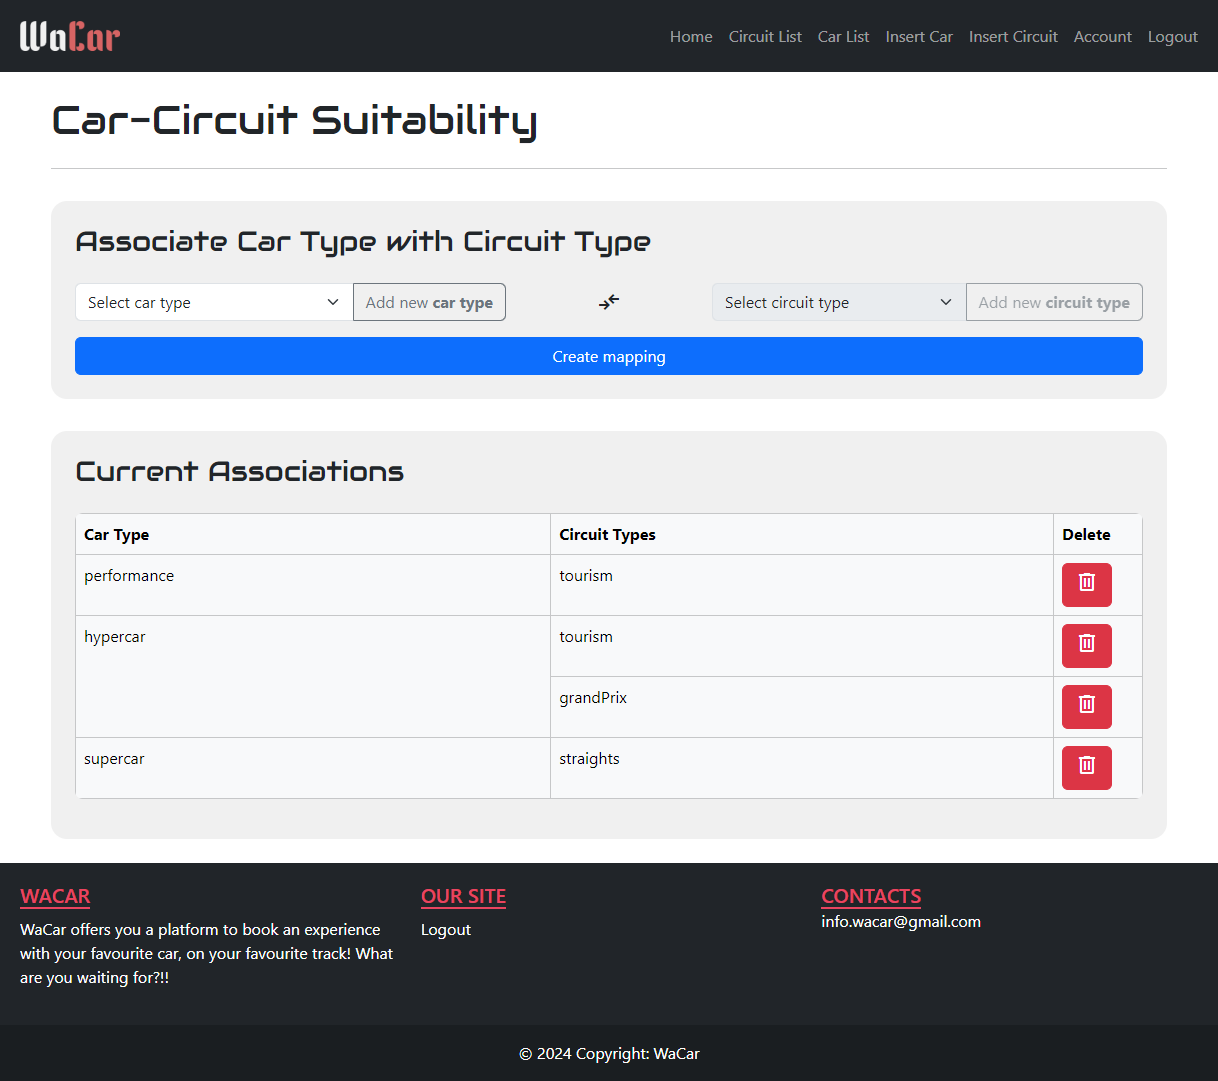 WaCar
Home Circuit List Car List Insert Car Insert Circuit Account Logout
Car-Circuit Suitability
Associate Car Type with Circuit Type
Select car type Add new car type Select circuit type Add new circuit type
Create mapping
Current Associations
Car Type Circuit Types Delete
performance tourism
hypercar tourism
grandPrix
supercar straights
WACAR
WaCar offers you a platform to book an experience
with your favourite car, on your favourite track! What
are you waiting for?!!
OUR SITE
Logout
CONTACTS
info.wacar@gmail.com
© 2024 Copyright: WaCar